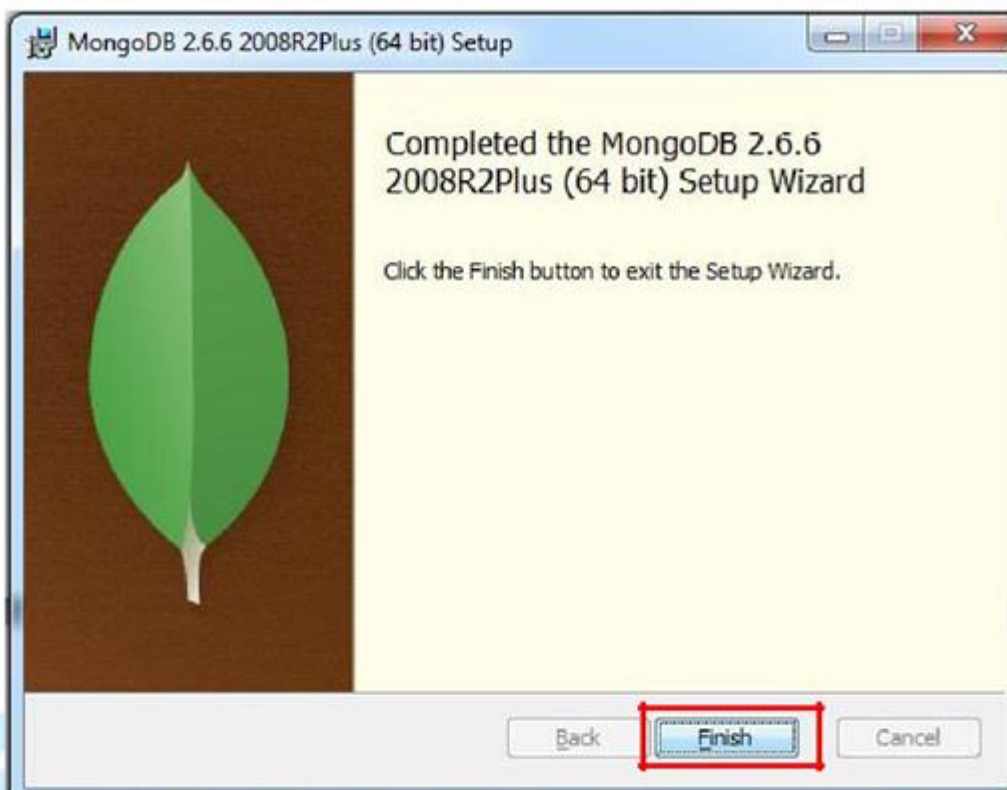 MongoDB 2.6.6 2008R2Plus (64 bit) Setup
Completed the MongoDB 2.6.6
2008R2Plus (64 bit) Setup Wizard
Click the Finish button to exit the Setup Wizard.
Back
Finish
Cancel